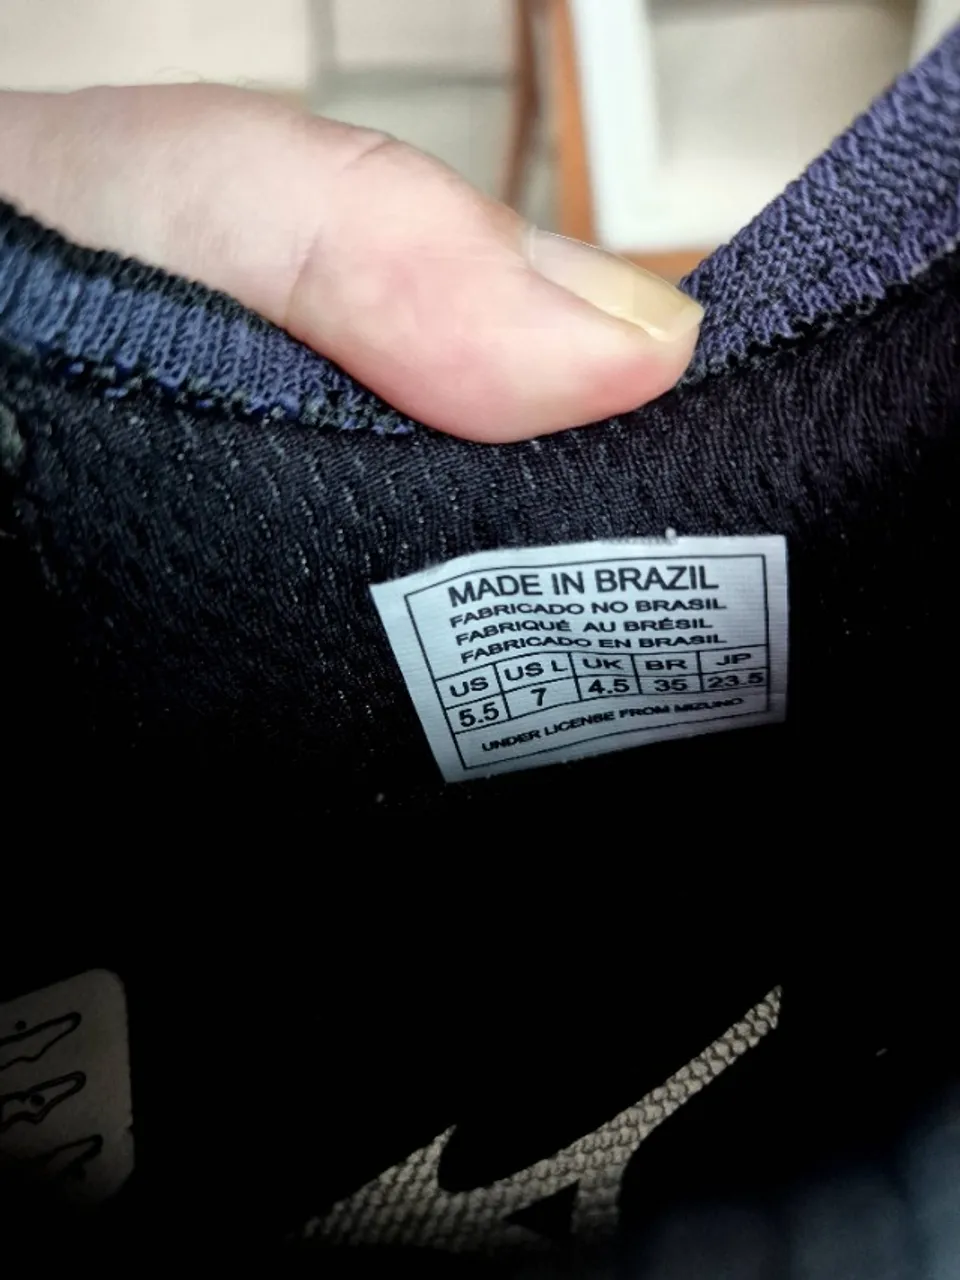 MADE IN BRAZIL
FABRICADO NO BRASIL
FABRIQUÉ AU BRÉSIL
FABRICADO EN BRASIL
US US L UK BR JP
5.5 7 4.5 35 23.5
UNDER LICENSE FROM MIZUNO